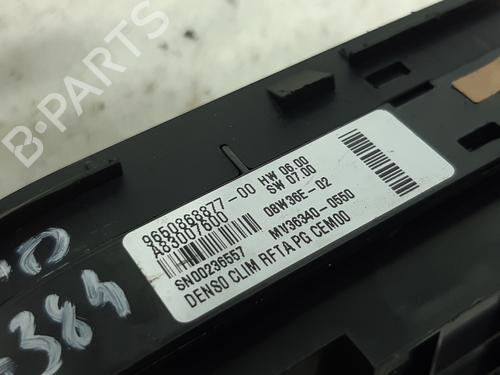 B-PARTS
9650868877-00 HW 06.00
A83007600 SW 07.00
08W36E-02
SN00236557 MV36340-0650
DENSO CLIM RFTA PG CEM00